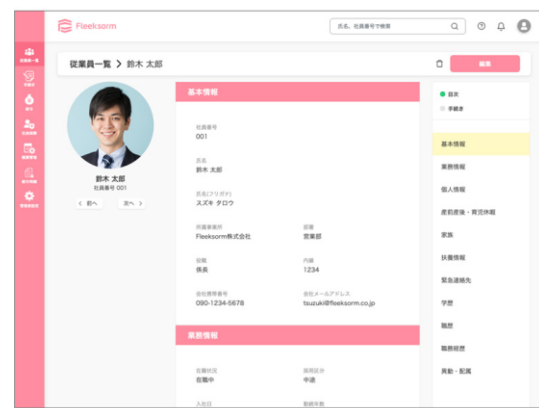 Fleeksorm
氏名、社員番号で検索
従業員一覧
従業員一覧 > 鈴木 太郎
編集
鈴木 太郎
社員番号 001
< 前へ
次へ >
基本情報
社員番号
001
氏名
鈴木 太郎
氏名(フリガナ)
スズキ タロウ
所属事業所
部署
Fleeksorm株式会社
営業部
役職
内線
係長
1234
会社携帯番号
会社メールアドレス
090-1234-5678
tsuzuki@fleeksorm.co.jp
業務情報
在籍状況
採用区分
在職中
中途
入社日
勤続年数
目次
手続き
基本情報
業務情報
個人情報
産前産後・育児休暇
家族
扶養情報
緊急連絡先
学歴
職歴
職務経歴
異動・配属